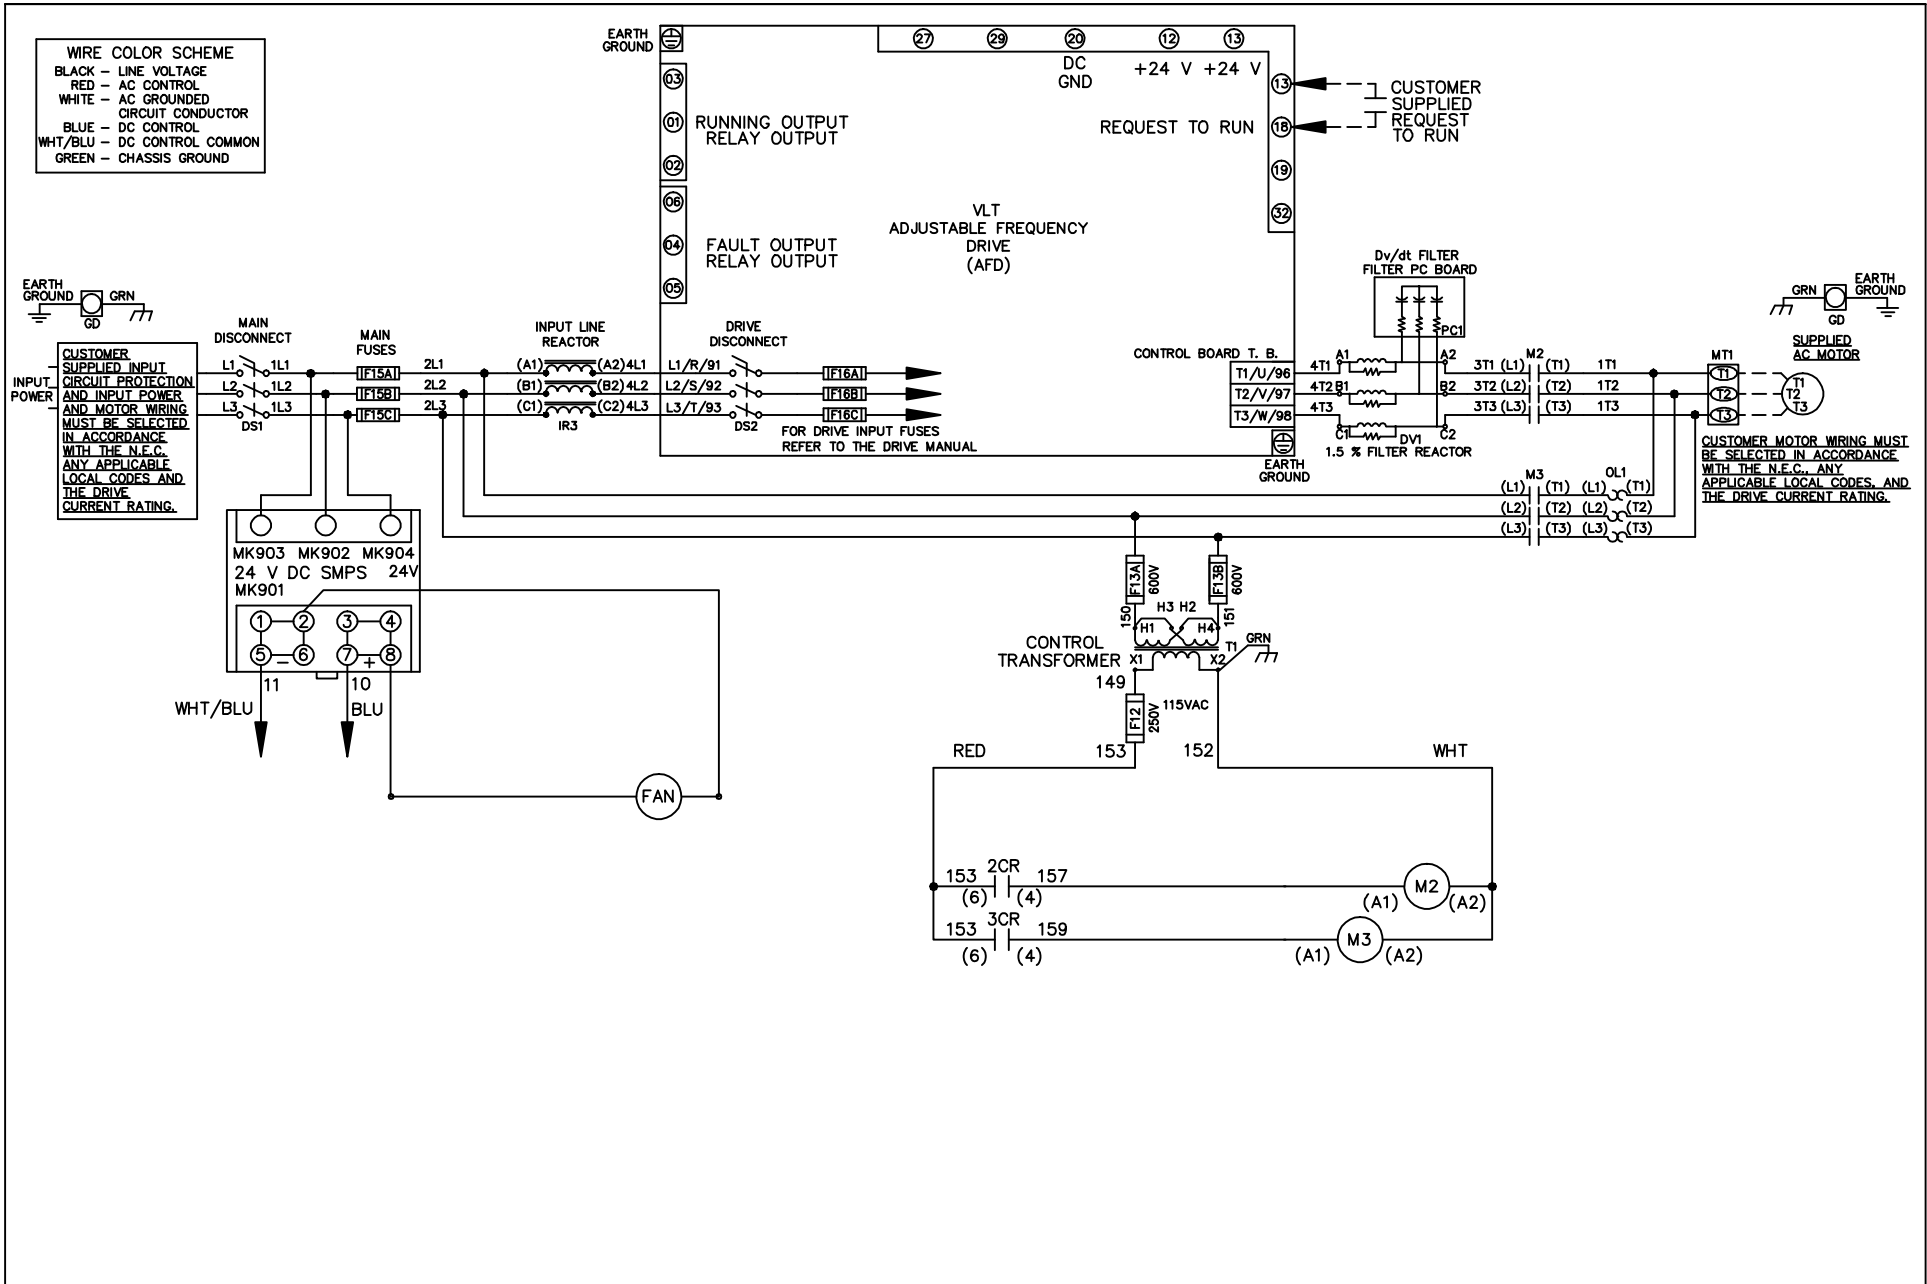 WIRE COLOR SCHEME
BLACK – LINE VOLTAGE
RED – AC CONTROL
WHITE – AC GROUNDED
CIRCUIT CONDUCTOR
BLUE – DC CONTROL
WHT/BLU – DC CONTROL COMMON
GREEN – CHASSIS GROUND
EARTH
GROUND
27 29 20 12 13
DC
GND
+24 V +24 V
03
01
02
RUNNING OUTPUT
RELAY OUTPUT
06
04
05
FAULT OUTPUT
RELAY OUTPUT
13
18
19
32
REQUEST TO RUN
CUSTOMER
SUPPLIED
REQUEST
TO RUN
VLT
ADJUSTABLE FREQUENCY
DRIVE
(AFD)
EARTH
GROUND
GRN
GD
INPUT
POWER
CUSTOMER
SUPPLIED INPUT
CIRCUIT PROTECTION
AND INPUT POWER
AND MOTOR WIRING
MUST BE SELECTED
IN ACCORDANCE
WITH THE N.E.C.
ANY APPLICABLE
LOCAL CODES AND
THE DRIVE
CURRENT RATING.
MAIN
DISCONNECT
L1 1L1
L2 1L2
L3 1L3
DS1
MAIN
FUSES
F15A
F15B
F15C
2L1
2L2
2L3
INPUT LINE
REACTOR
(A1) (A2) 4L1
(B1) (B2) 4L2
(C1) (C2) 4L3
IR3
DRIVE
DISCONNECT
L1/R/91
L2/S/92
L3/T/93
DS2
F16A
F16B
F16C
FOR DRIVE INPUT FUSES
REFER TO THE DRIVE MANUAL
CONTROL BOARD T. B.
T1/U/96
T2/V/97
T3/W/98
EARTH
GROUND
Dv/dt FILTER
FILTER PC BOARD
PC1
4T1 A1 A2
4T2 B1 B2
4T3 C1 C2
DV1
1.5 % FILTER REACTOR
M2
3T1 (L1) (T1) 1T1
3T2 (L2) (T2) 1T2
3T3 (L3) (T3) 1T3
MT1
T1
T2
T3
GRN
EARTH
GROUND
GD
SUPPLIED
AC MOTOR
T1
T2
T3
CUSTOMER MOTOR WIRING MUST
BE SELECTED IN ACCORDANCE
WITH THE N.E.C., ANY
APPLICABLE LOCAL CODES, AND
THE DRIVE CURRENT RATING.
M3 OL1
(L1) (T1) (L1) (T1)
(L2) (T2) (L2) (T2)
(L3) (T3) (L3) (T3)
MK903 MK902 MK904
24 V DC SMPS 24V
MK901
1 2 3 4
5 – 6 7 + 8
11 10
WHT/BLU BLU
FAN
F13A 600V F13B 600V
150 151
H3 H2
H1 H4
CONTROL
TRANSFORMER
X1 X2
T1
GRN
149
F12 250V
115VAC
153 152
RED WHT
2CR
153 157
(6) (4)
M2
(A1) (A2)
3CR
153 159
(6) (4)
M3
(A1) (A2)